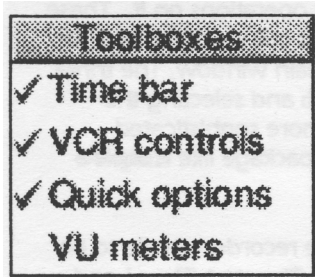 Toolboxes
✓ Time bar
✓ VCR controls
✓ Quick options
VU meters